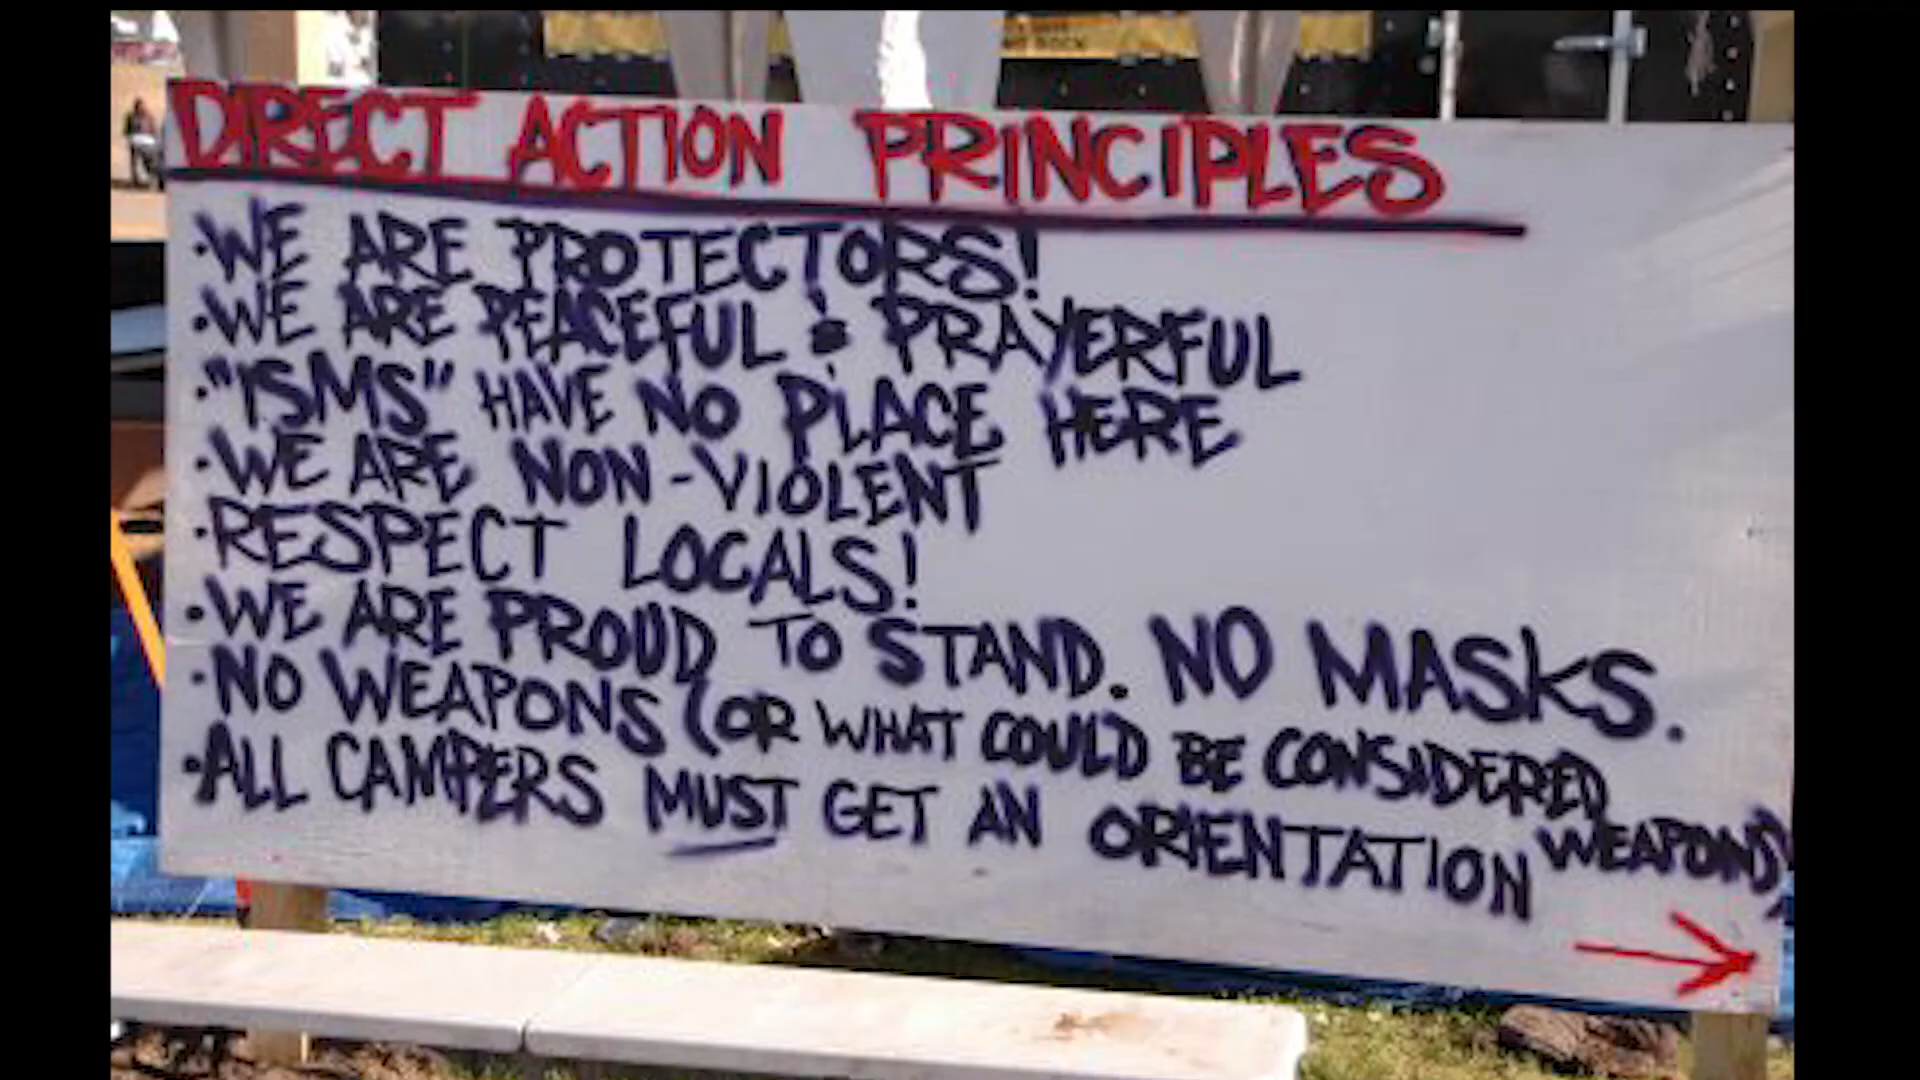 DIRECT ACTION PRINCIPLES
• WE ARE PROTECTORS!
• WE ARE PEACEFUL & PRAYERFUL
• "ISMS" HAVE NO PLACE HERE
• WE ARE NON-VIOLENT
• RESPECT LOCALS!
• WE ARE PROUD TO STAND. NO MASKS.
• NO WEAPONS (OR WHAT COULD BE CONSIDERED WEAPONS)
• ALL CAMPERS MUST GET AN ORIENTATION